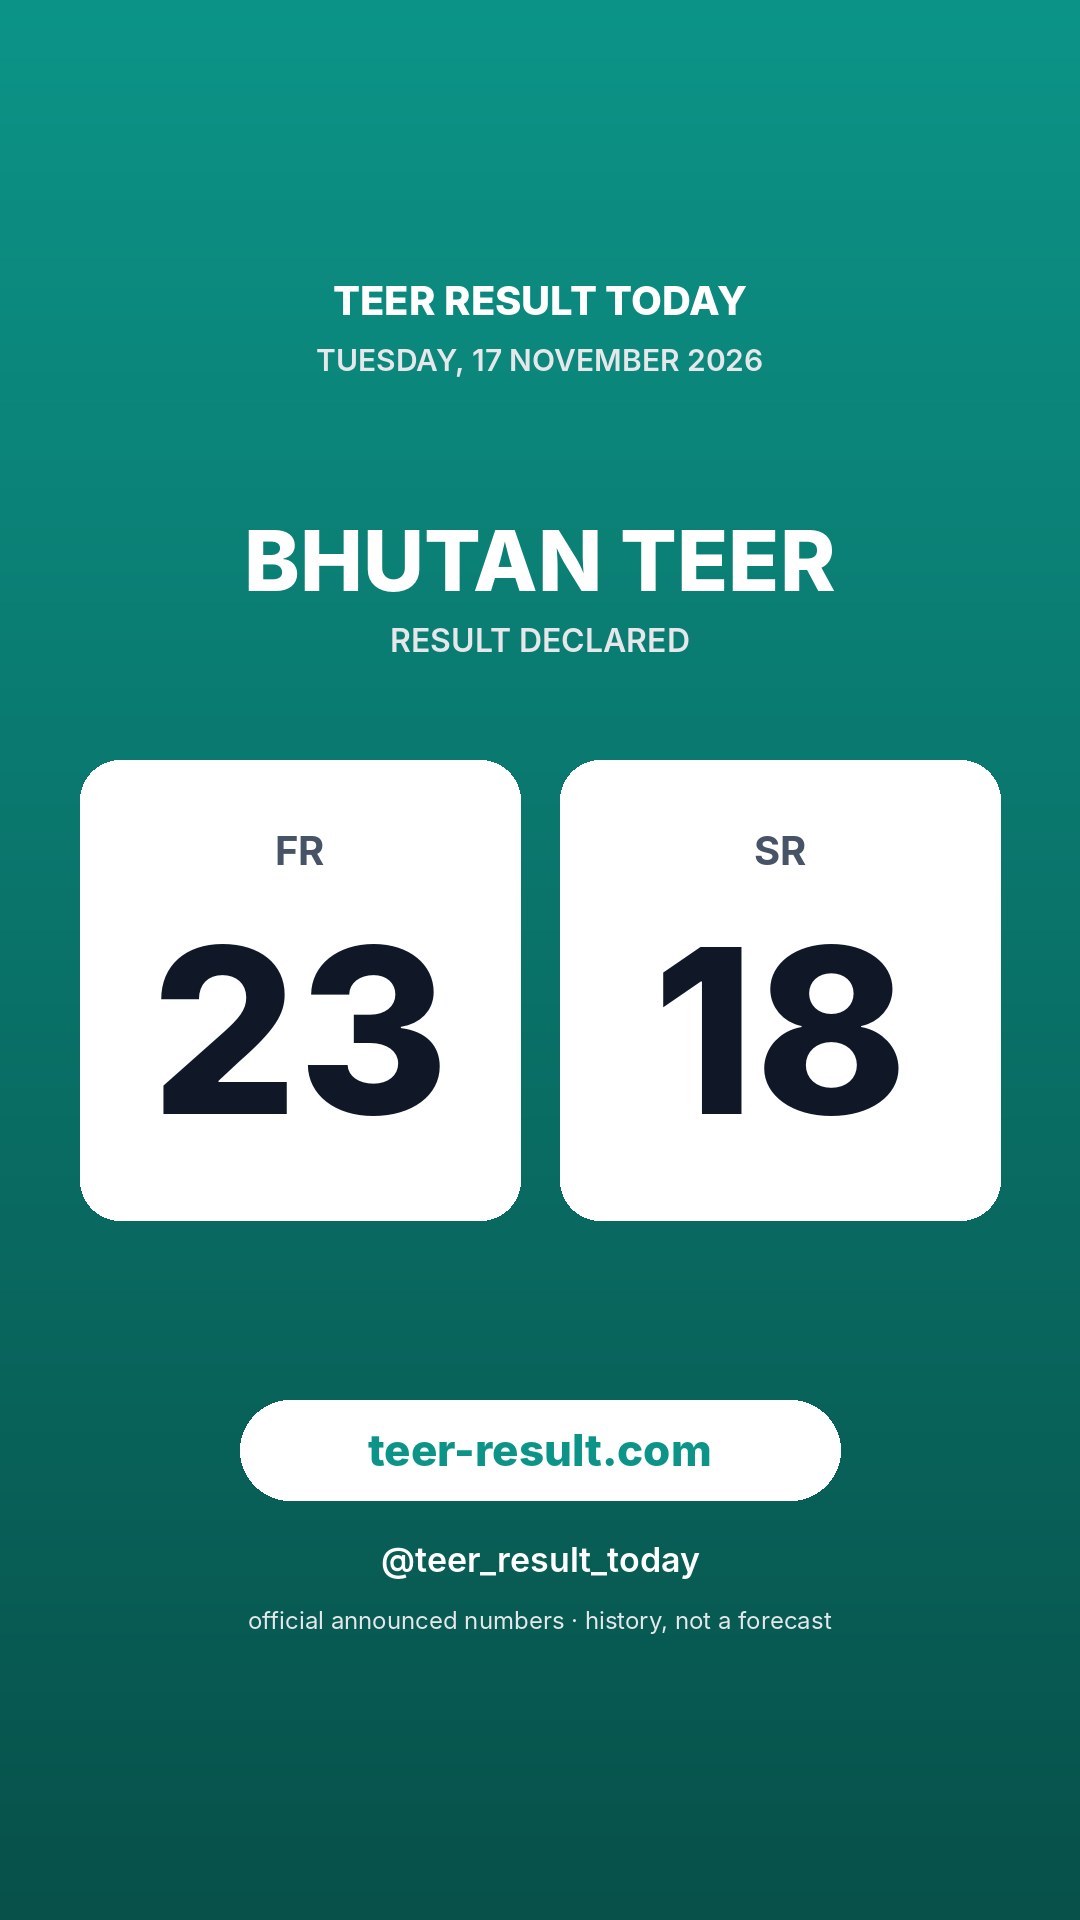 TEER RESULT TODAY
TUESDAY, 17 NOVEMBER 2026
BHUTAN TEER
RESULT DECLARED
FR
23
SR
18
teer-result.com
@teer_result_today
official announced numbers · history, not a forecast